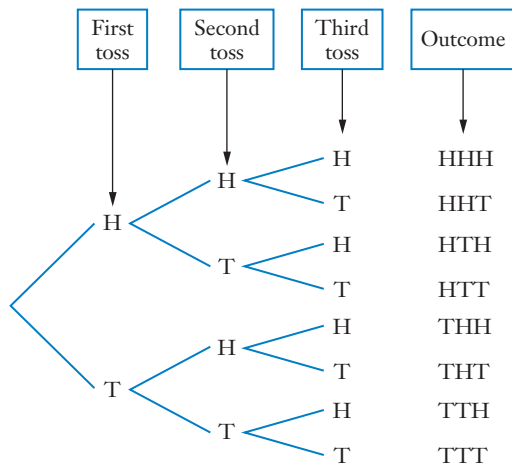 First toss
Second toss
Third toss
Outcome
H HHH
H
T HHT
H
H HTH
T
T HTT
H THH
H
T THT
T
H TTH
T
T TTT